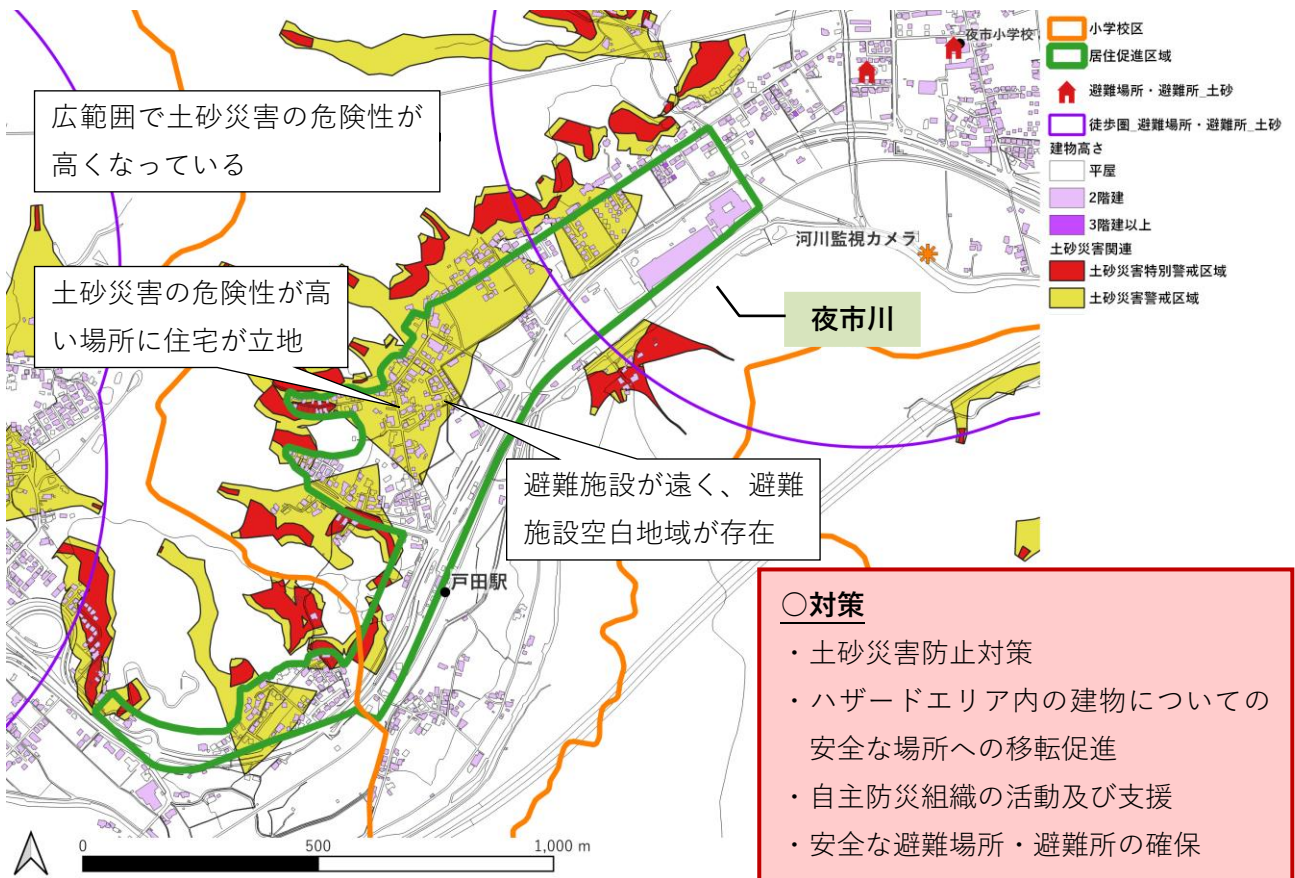 広範囲で土砂災害の危険性が
高くなっている
土砂災害の危険性が高
い場所に住宅が立地
避難施設が遠く、避難
施設空白地域が存在
夜市小学校
河川監視カメラ
夜市川
戸田駅
小学校区
居住促進区域
避難場所・避難所_土砂
徒歩圏_避難場所・避難所_土砂
建物高さ
平屋
2階建
3階建以上
土砂災害関連
土砂災害特別警戒区域
土砂災害警戒区域
○対策
・土砂災害防止対策
・ハザードエリア内の建物についての
安全な場所への移転促進
・自主防災組織の活動及び支援
・安全な避難場所・避難所の確保
0 500 1,000 m